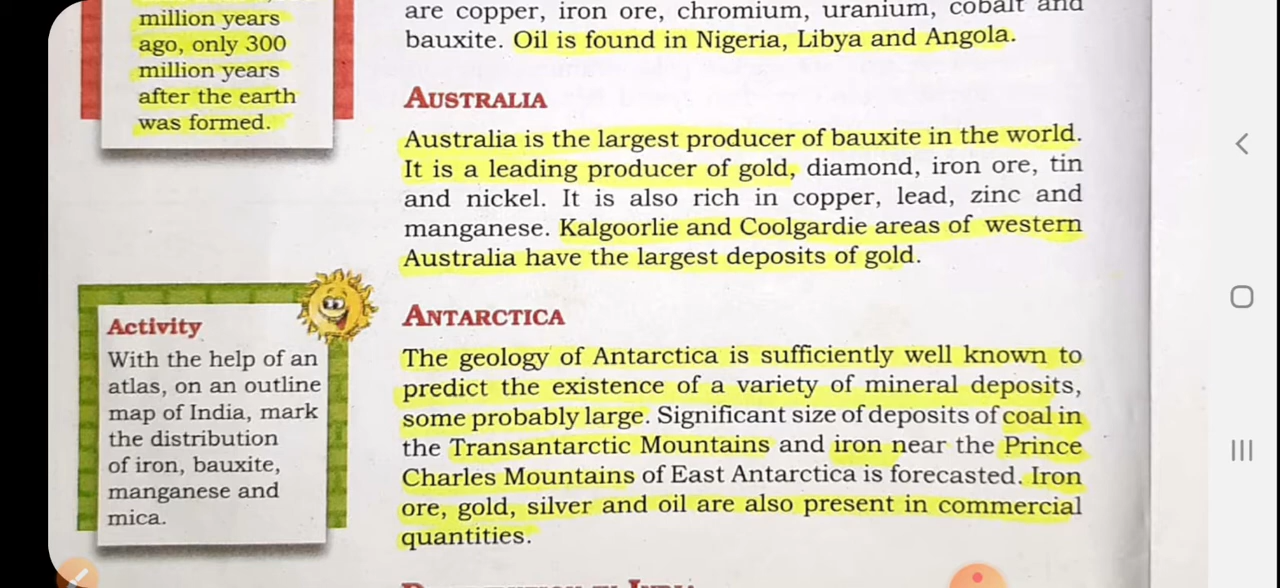 million years
ago, only 300
million years
after the earth
was formed.
are copper, iron ore, chromium, uranium, cobalt and
bauxite. Oil is found in Nigeria, Libya and Angola.
AUSTRALIA
Australia is the largest producer of bauxite in the world.
It is a leading producer of gold, diamond, iron ore, tin
and nickel. It is also rich in copper, lead, zinc and
manganese. Kalgoorlie and Coolgardie areas of western
Australia have the largest deposits of gold.
Activity
With the help of an
atlas, on an outline
map of India, mark
the distribution
of iron, bauxite,
manganese and
mica.
ANTARCTICA
The geology of Antarctica is sufficiently well known to
predict the existence of a variety of mineral deposits,
some probably large. Significant size of deposits of coal in
the Transantarctic Mountains and iron near the Prince
Charles Mountains of East Antarctica is forecasted. Iron
ore, gold, silver and oil are also present in commercial
quantities.